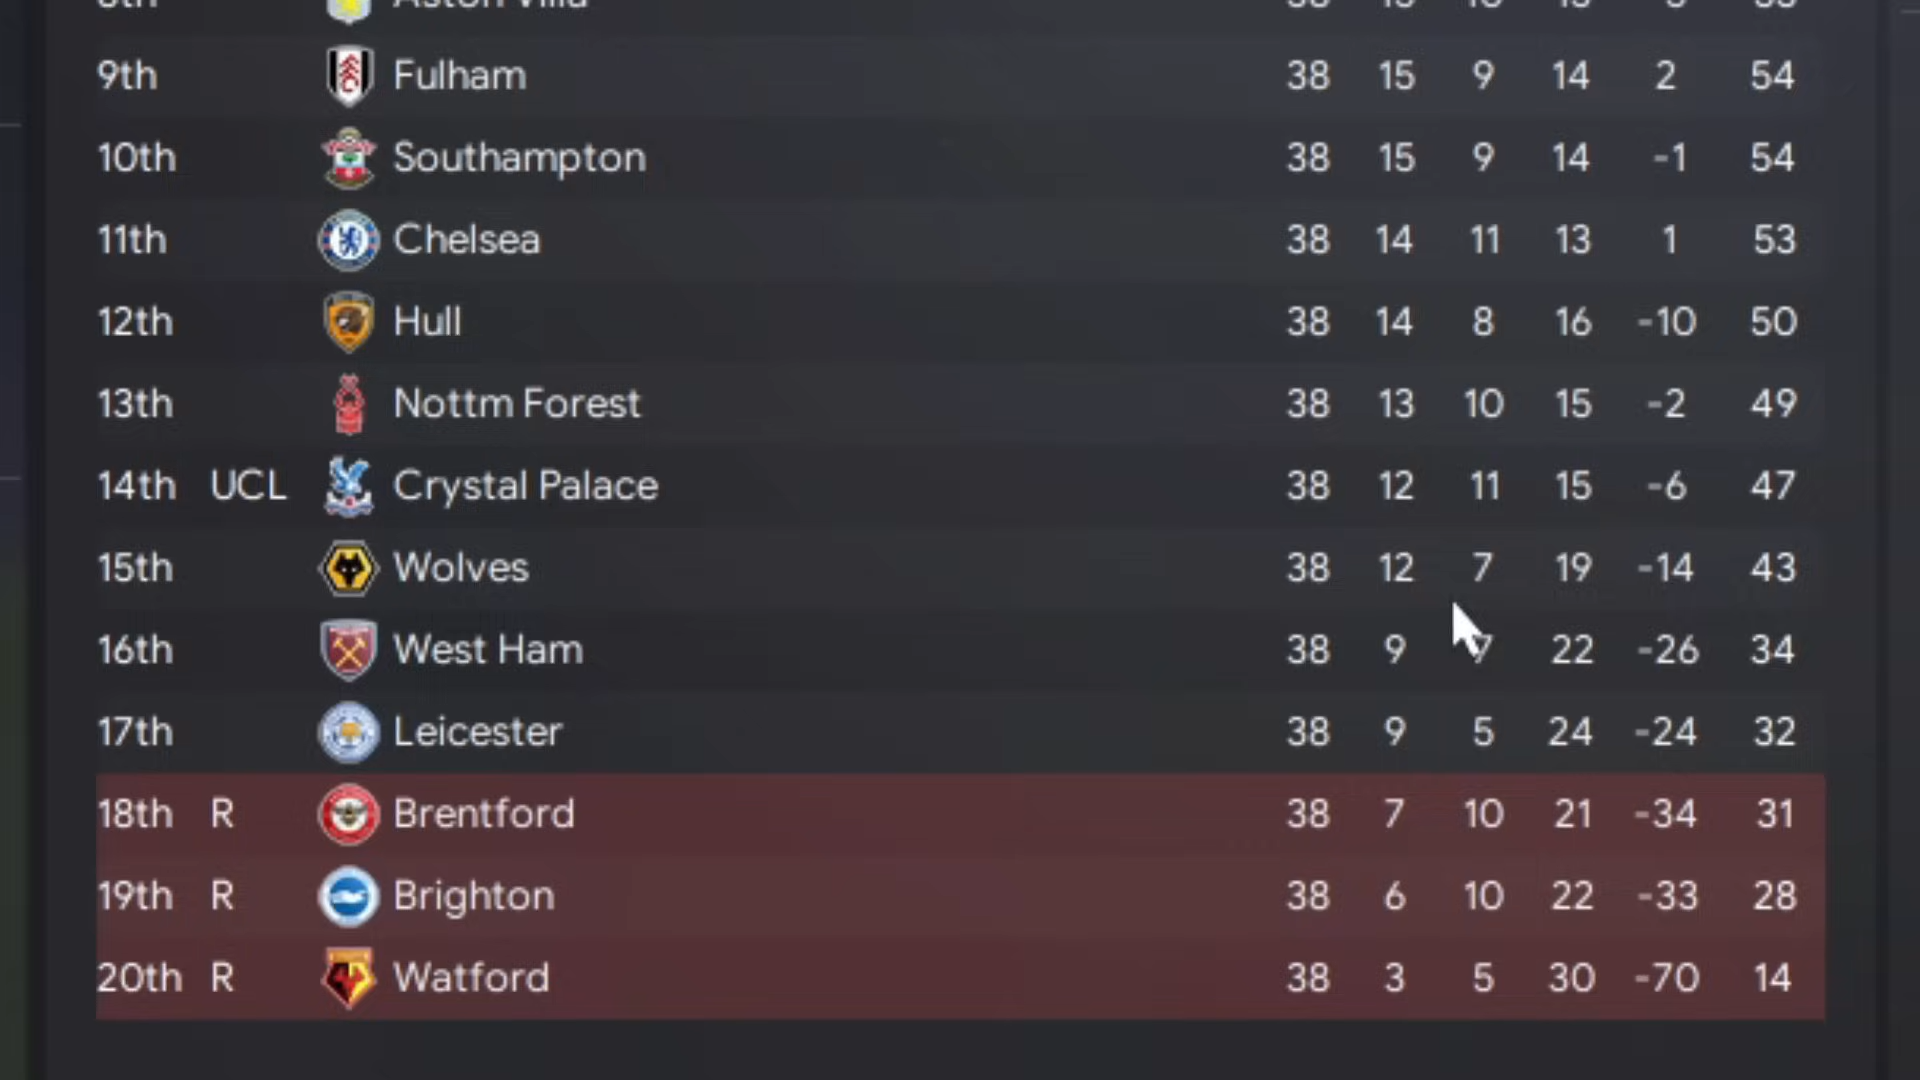 9th Fulham 38 15 9 14 2 54
10th Southampton 38 15 9 14 -1 54
11th Chelsea 38 14 11 13 1 53
12th Hull 38 14 8 16 -10 50
13th Nottm Forest 38 13 10 15 -2 49
14th UCL Crystal Palace 38 12 11 15 -6 47
15th Wolves 38 12 7 19 -14 43
16th West Ham 38 9 7 22 -26 34
17th Leicester 38 9 5 24 -24 32
18th R Brentford 38 7 10 21 -34 31
19th R Brighton 38 6 10 22 -33 28
20th R Watford 38 3 5 30 -70 14